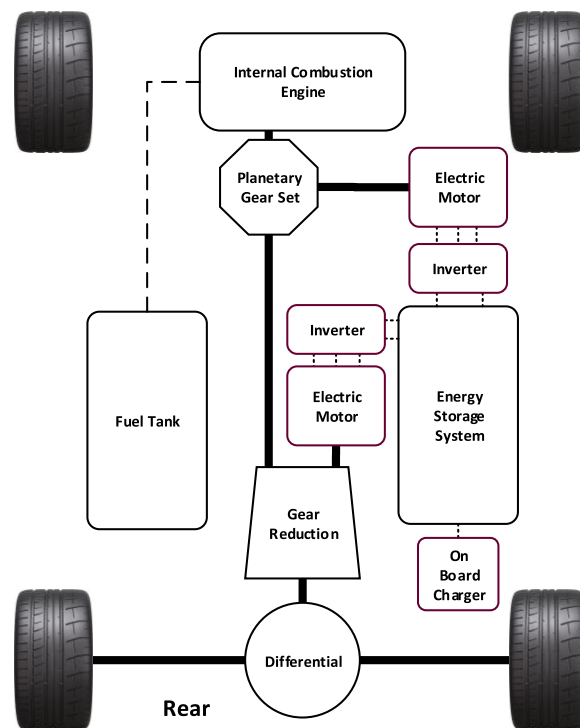 Internal Combustion
Engine
Planetary
Gear Set
Electric
Motor
Inverter
Inverter
Electric
Motor
Energy
Storage
System
Fuel Tank
Gear
Reduction
On
Board
Charger
Differential
Rear